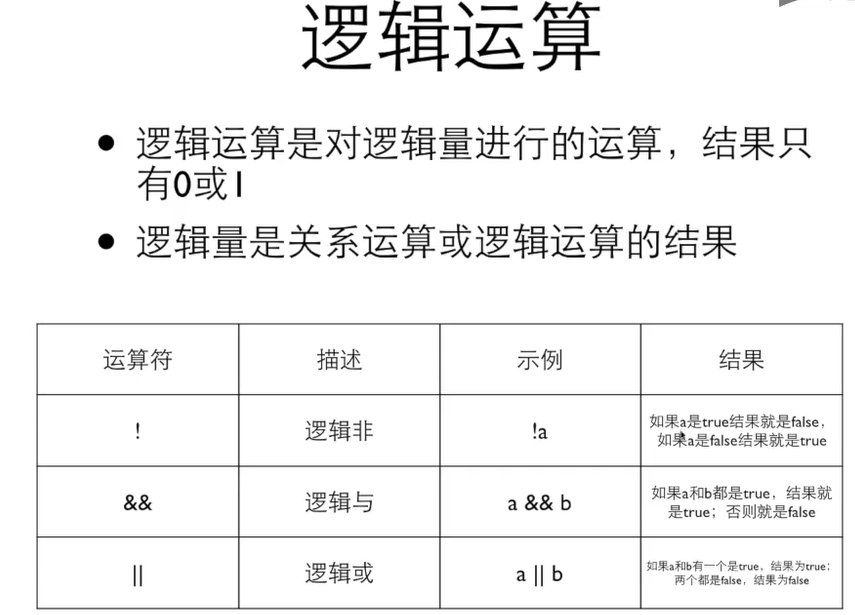 逻辑运算
• 逻辑运算是对逻辑量进行的运算，结果只
有0或1
• 逻辑量是关系运算或逻辑运算的结果
运算符 描述 示例 结果
! 逻辑非 !a 如果a是true结果就是false，
如果a是false结果就是true
&& 逻辑与 a && b 如果a和b都是true，结果就
是true；否则就是false
|| 逻辑或 a || b 如果a和b有一个是true，结果为true；
两个都是false，结果为false